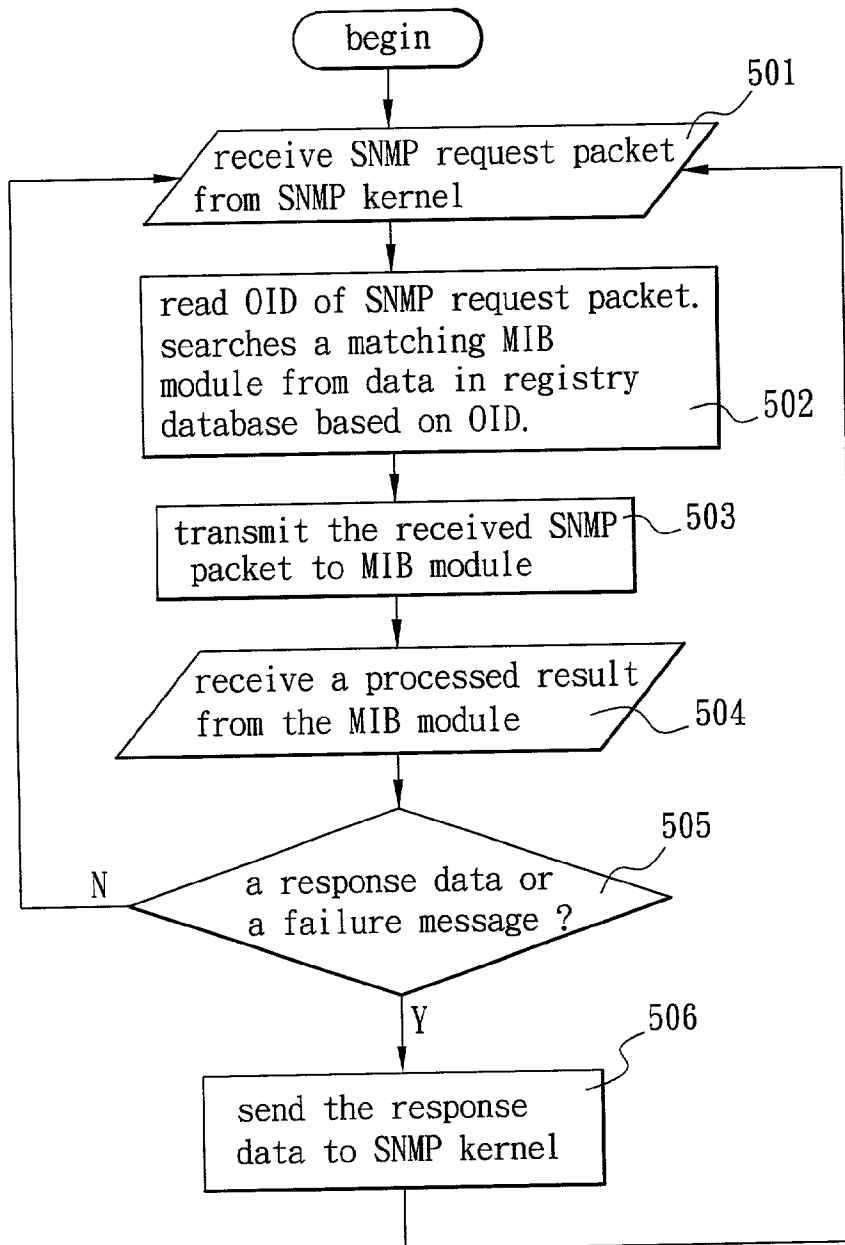 begin
501
receive SNMP request packet
from SNMP kernel
read OID of SNMP request packet.
searches a matching MIB
module from data in registry
database based on OID.
502
transmit the received SNMP
packet to MIB module
503
receive a processed result
from the MIB module
504
505
N
a response data or
a failure message ?
Y
506
send the response
data to SNMP kernel